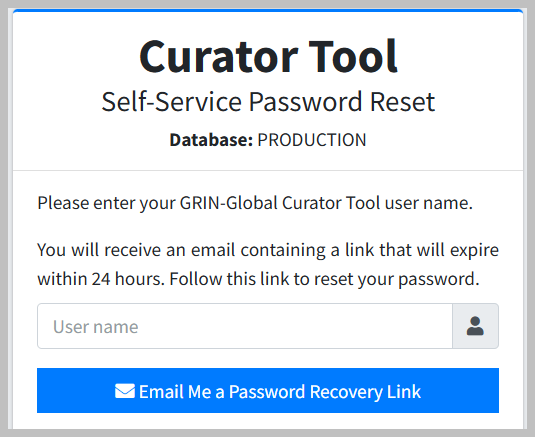 Curator Tool
Self-Service Password Reset
Database: PRODUCTION
Please enter your GRIN-Global Curator Tool user name.
You will receive an email containing a link that will expire
within 24 hours. Follow this link to reset your password.
User name
Email Me a Password Recovery Link